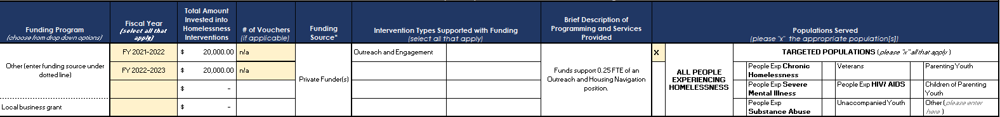 Funding Program
(choose from drop down options)
Fiscal Year
(select all that
apply)
Total Amount
Invested into
Homelessness
Interventions
# of Vouchers
(if applicable)
Funding
Source*
Intervention Types Supported with Funding
(select all that apply)
Brief Description of
Programming and Services
Provided
Populations Served
(please "x" the appropriate population[s])
Other (enter funding source under
dotted line)
Local business grant
FY 2021-2022
$ 20,000.00
n/a
FY 2022-2023
$ 20,000.00
n/a
$ -
$ -
Private Funder(s)
Outreach and Engagement
Funds support 0.25 FTE of an
Outreach and Housing Navigation
position.
X
ALL PEOPLE
EXPERIENCING
HOMELESSNESS
TARGETED POPULATIONS (please "x" all that apply )
People Exp Chronic
Homelessness
Veterans
Parenting Youth
People Exp Severe
Mental Illness
People Exp HIV/ AIDS
Children of Parenting
Youth
People Exp
Substance Abuse
Unaccompanied Youth
Other (please enter
here )